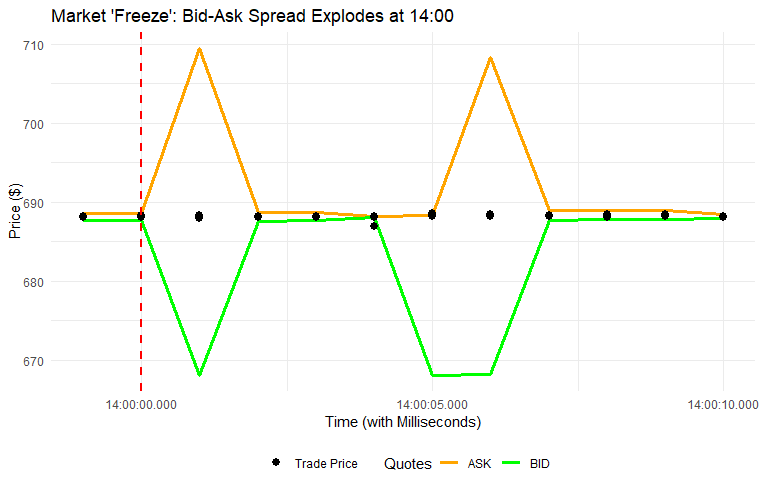 Market 'Freeze': Bid-Ask Spread Explodes at 14:00
710
700
690
680
670
Price ($)
14:00:00.000 14:00:05.000 14:00:10.000
Time (with Milliseconds)
Trade Price Quotes ASK BID